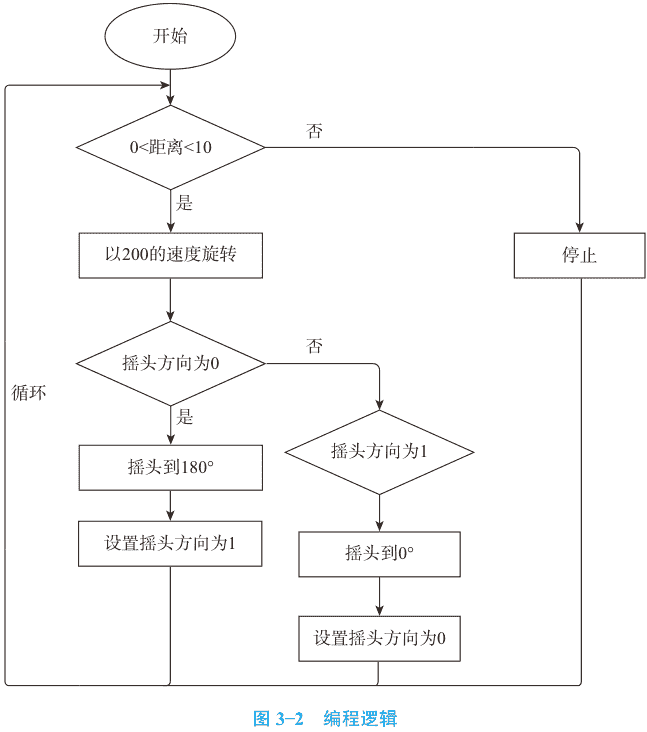 开始
0<距离<10
否
是
以200的速度旋转
停止
摇头方向为0
否
循环
是
摇头方向为1
摇头到180°
设置摇头方向为1
摇头到0°
设置摇头方向为0
图 3-2 编程逻辑